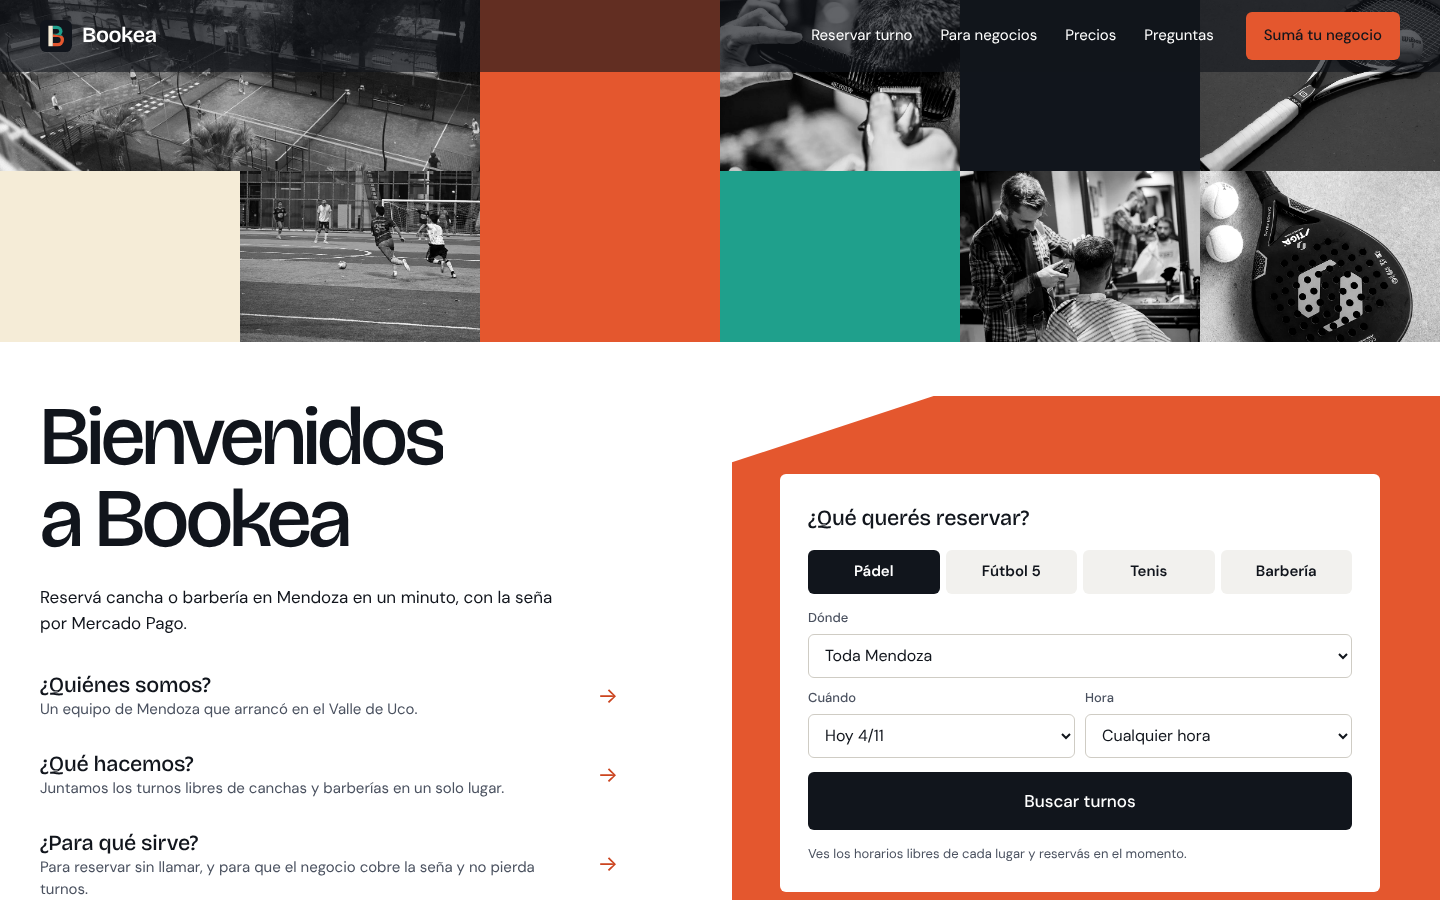 Bookea
Reservar turno
Para negocios
Precios
Preguntas
Sumá tu negocio
STIGA
Bienvenidos
a Bookea
Reservá cancha o barbería en Mendoza en un minuto, con la seña
por Mercado Pago.
¿Quiénes somos?
Un equipo de Mendoza que arrancó en el Valle de Uco.
¿Qué hacemos?
Juntamos los turnos libres de canchas y barberías en un solo lugar.
¿Para qué sirve?
Para reservar sin llamar, y para que el negocio cobre la seña y no pierda
turnos.
¿Qué querés reservar?
Pádel
Fútbol 5
Tenis
Barbería
Dónde
Toda Mendoza
Cuándo
Hora
Hoy 4/11
Cualquier hora
Buscar turnos
Ves los horarios libres de cada lugar y reservás en el momento.